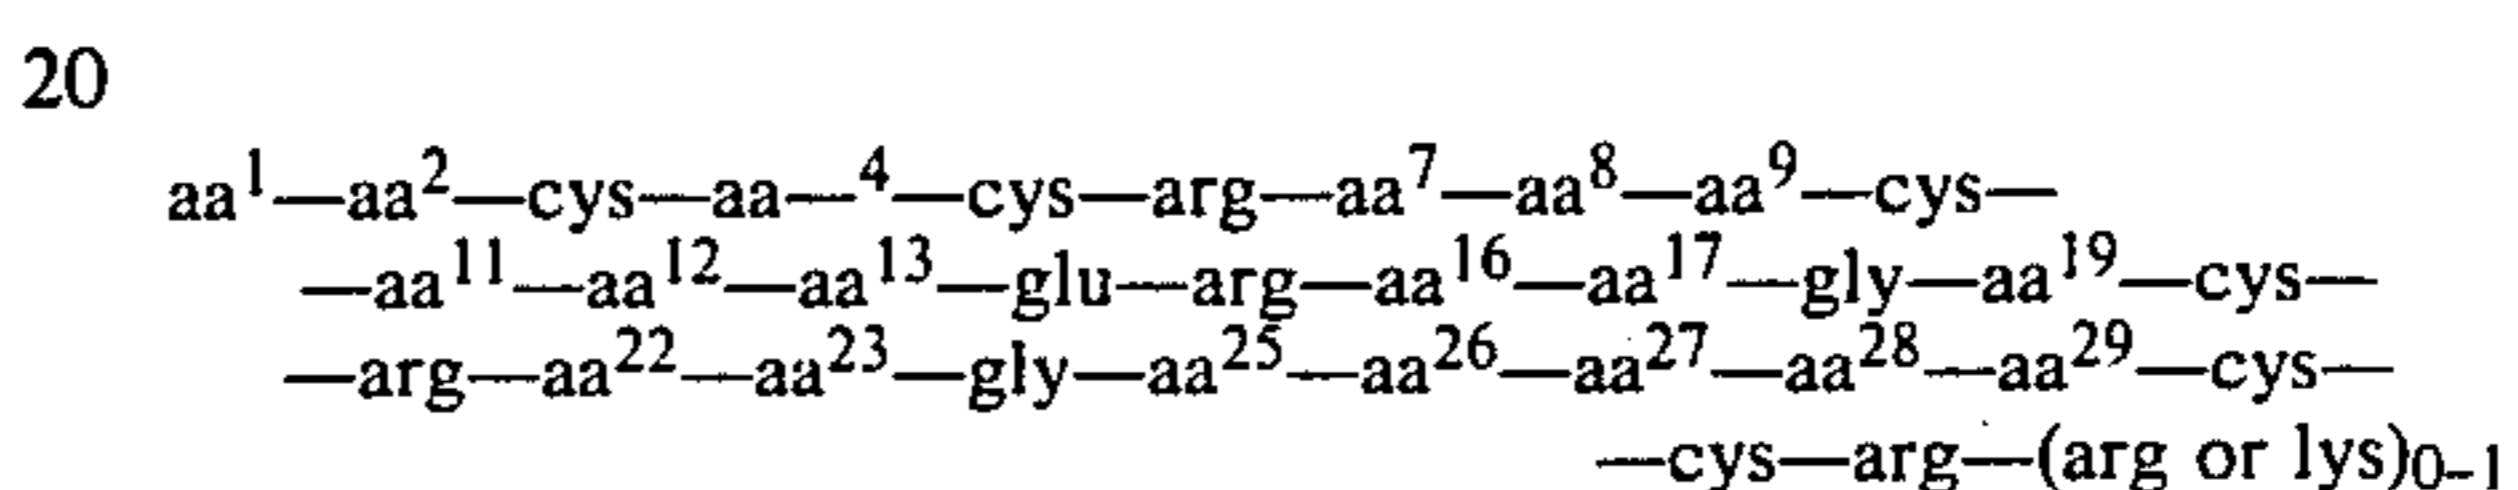 20
aa¹—aa²—cys—aa—⁴—cys—arg—aa⁷—aa⁸—aa⁹—cys—
—aa¹¹—aa¹²—aa¹³—glu—arg—aa¹⁶—aa¹⁷—gly—aa¹⁹—cys—
—arg—aa²²—aa²³—gly—aa²⁵—aa²⁶—aa²⁷—aa²⁸—aa²⁹—cys—
—cys—arg—(arg or lys)₀₋₁